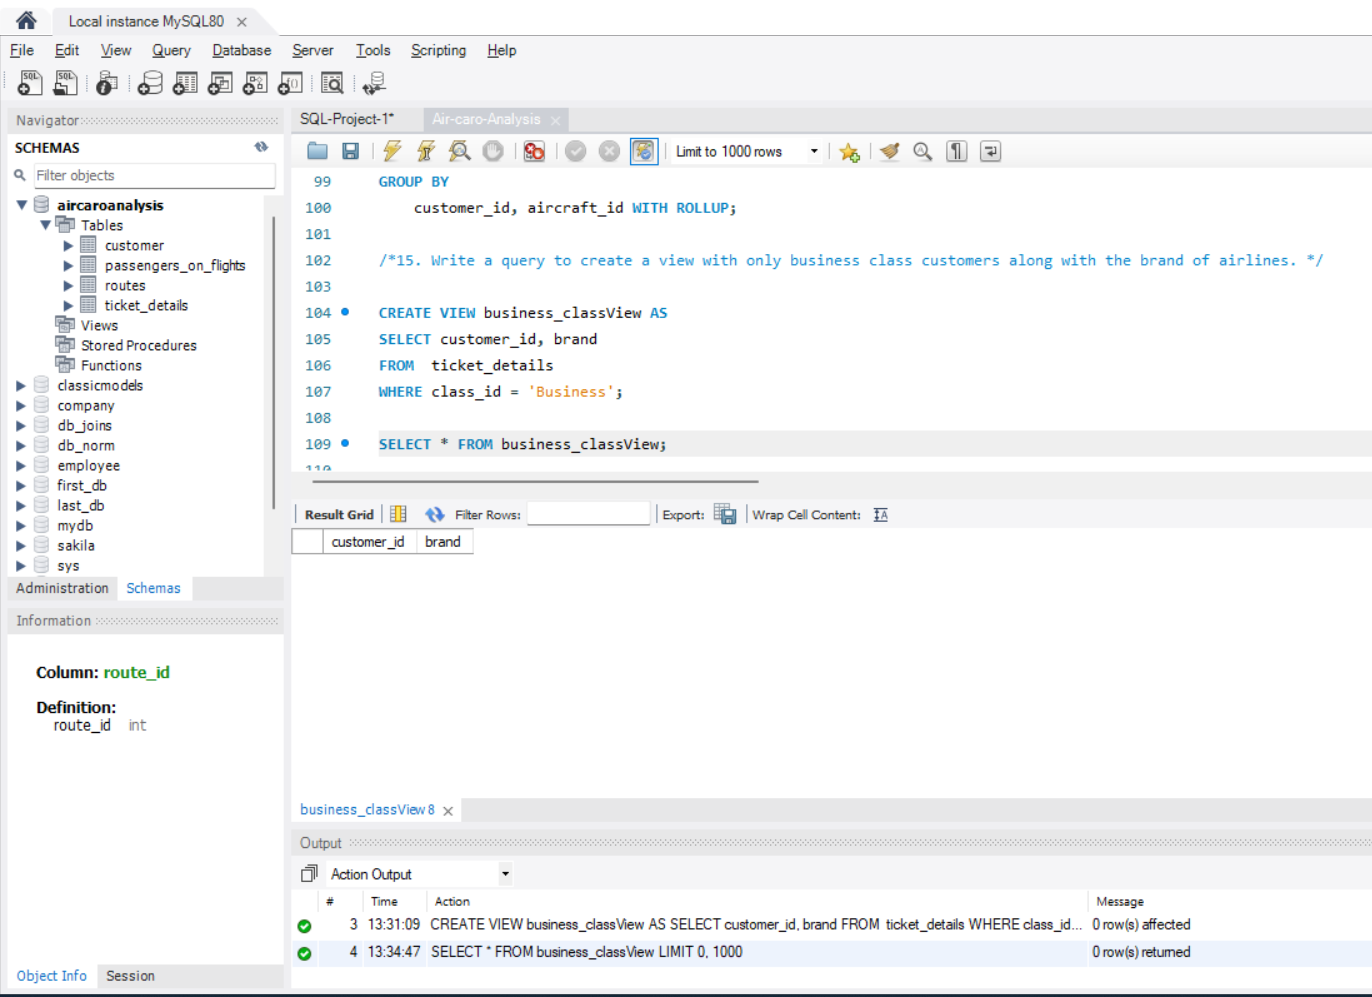 Local instance MySQL80 ×
File Edit View Query Database Server Tools Scripting Help
Navigator
SCHEMAS
Filter objects
aircaroanalysis
Tables
customer
passengers_on_flights
routes
ticket_details
Views
Stored Procedures
Functions
classicmodels
company
db_joins
db_norm
employee
first_db
last_db
mydb
sakila
sys
Administration Schemas
Information
Column: route_id
Definition:
route_id int
Object Info Session
SQL-Project-1* Air-caro-Analysis ×
Limit to 1000 rows
99 GROUP BY
100 customer_id, aircraft_id WITH ROLLUP;
101
102 /*15. Write a query to create a view with only business class customers along with the brand of airlines. */
103
104 CREATE VIEW business_classView AS
105 SELECT customer_id, brand
106 FROM ticket_details
107 WHERE class_id = 'Business';
108
109 SELECT * FROM business_classView;
110
Result Grid Filter Rows: Export: Wrap Cell Content:
customer_id brand
business_classView 8 ×
Output
Action Output
# Time Action Message
3 13:31:09 CREATE VIEW business_classView AS SELECT customer_id, brand FROM ticket_details WHERE class_id... 0 row(s) affected
4 13:34:47 SELECT * FROM business_classView LIMIT 0, 1000 0 row(s) returned